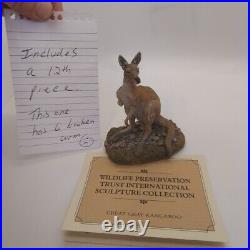 Includes
a 12th
piece.
This one
has a broken
arm
WILDLIFE PRESERVATION
TRUST INTERNATIONAL
SCULPTURE COLLECTION
GREAT GRAY KANGAROO